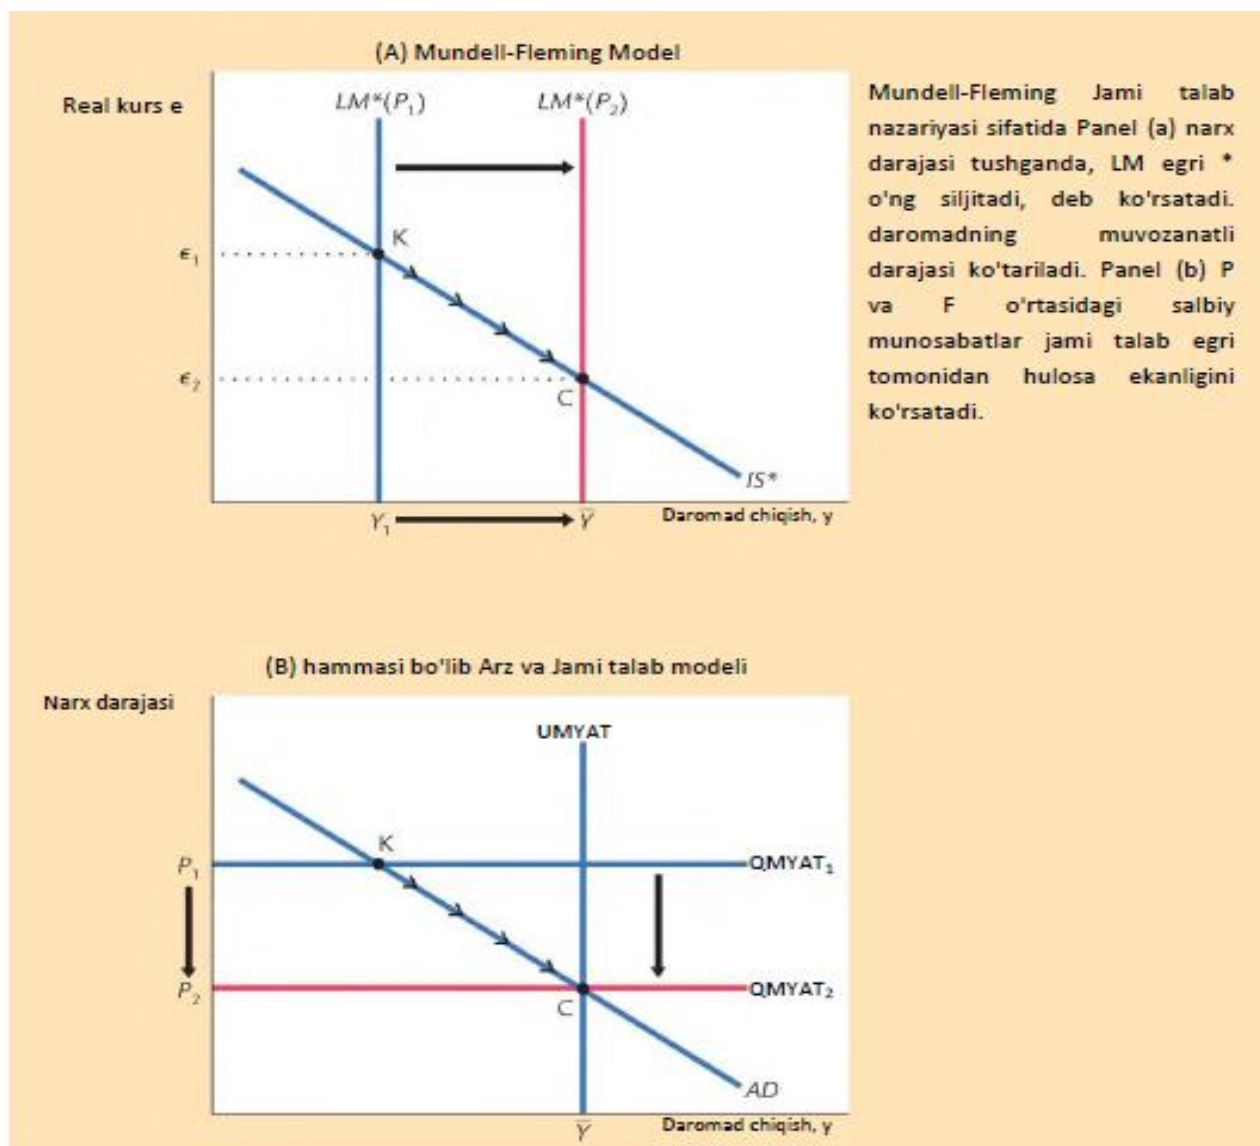 (A) Mundell-Fleming Model
Real kurs e
LM*(P₁)
LM*(P₂)
K
ϵ₁
ϵ₂
C
IS*
Y₁
Y̅
Daromad chiqish, y
Mundell-Fleming Jami talab
nazariyasi sifatida Panel (a) narx
darajasi tushganda, LM egri *
o'ng siljitadi, deb ko'rsatadi.
daromadning muvozanatli
darajasi ko'tariladi. Panel (b) P
va F o'rtasidagi salbiy
munosabatlar jami talab egri
tomonidan hulosa ekanligini
ko'rsatadi.
(B) hammasi bo'lib Arz va Jami talab modeli
Narx darajasi
UMYAT
K
P₁
QMYAT₁
P₂
QMYAT₂
C
AD
Y̅
Daromad chiqish, y